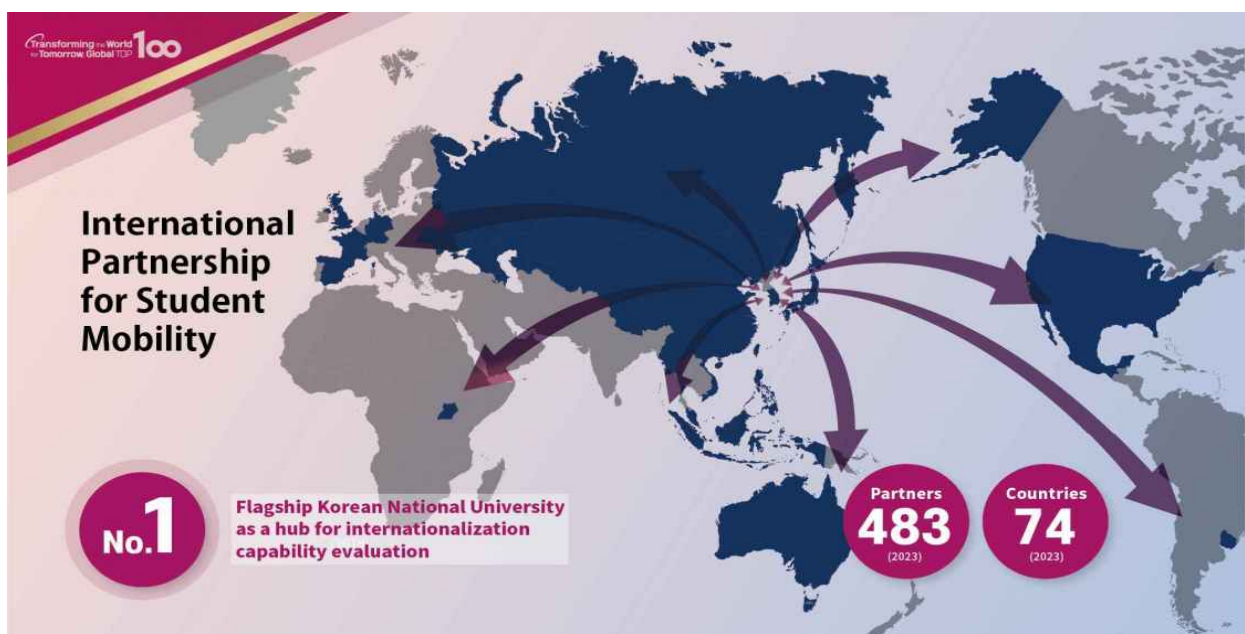 Transforming the World
for Tomorrow, Global TOP 100
International
Partnership
for Student
Mobility
No.1
Flagship Korean National University
as a hub for internationalization
capability evaluation
Partners
483
(2023)
Countries
74
(2023)